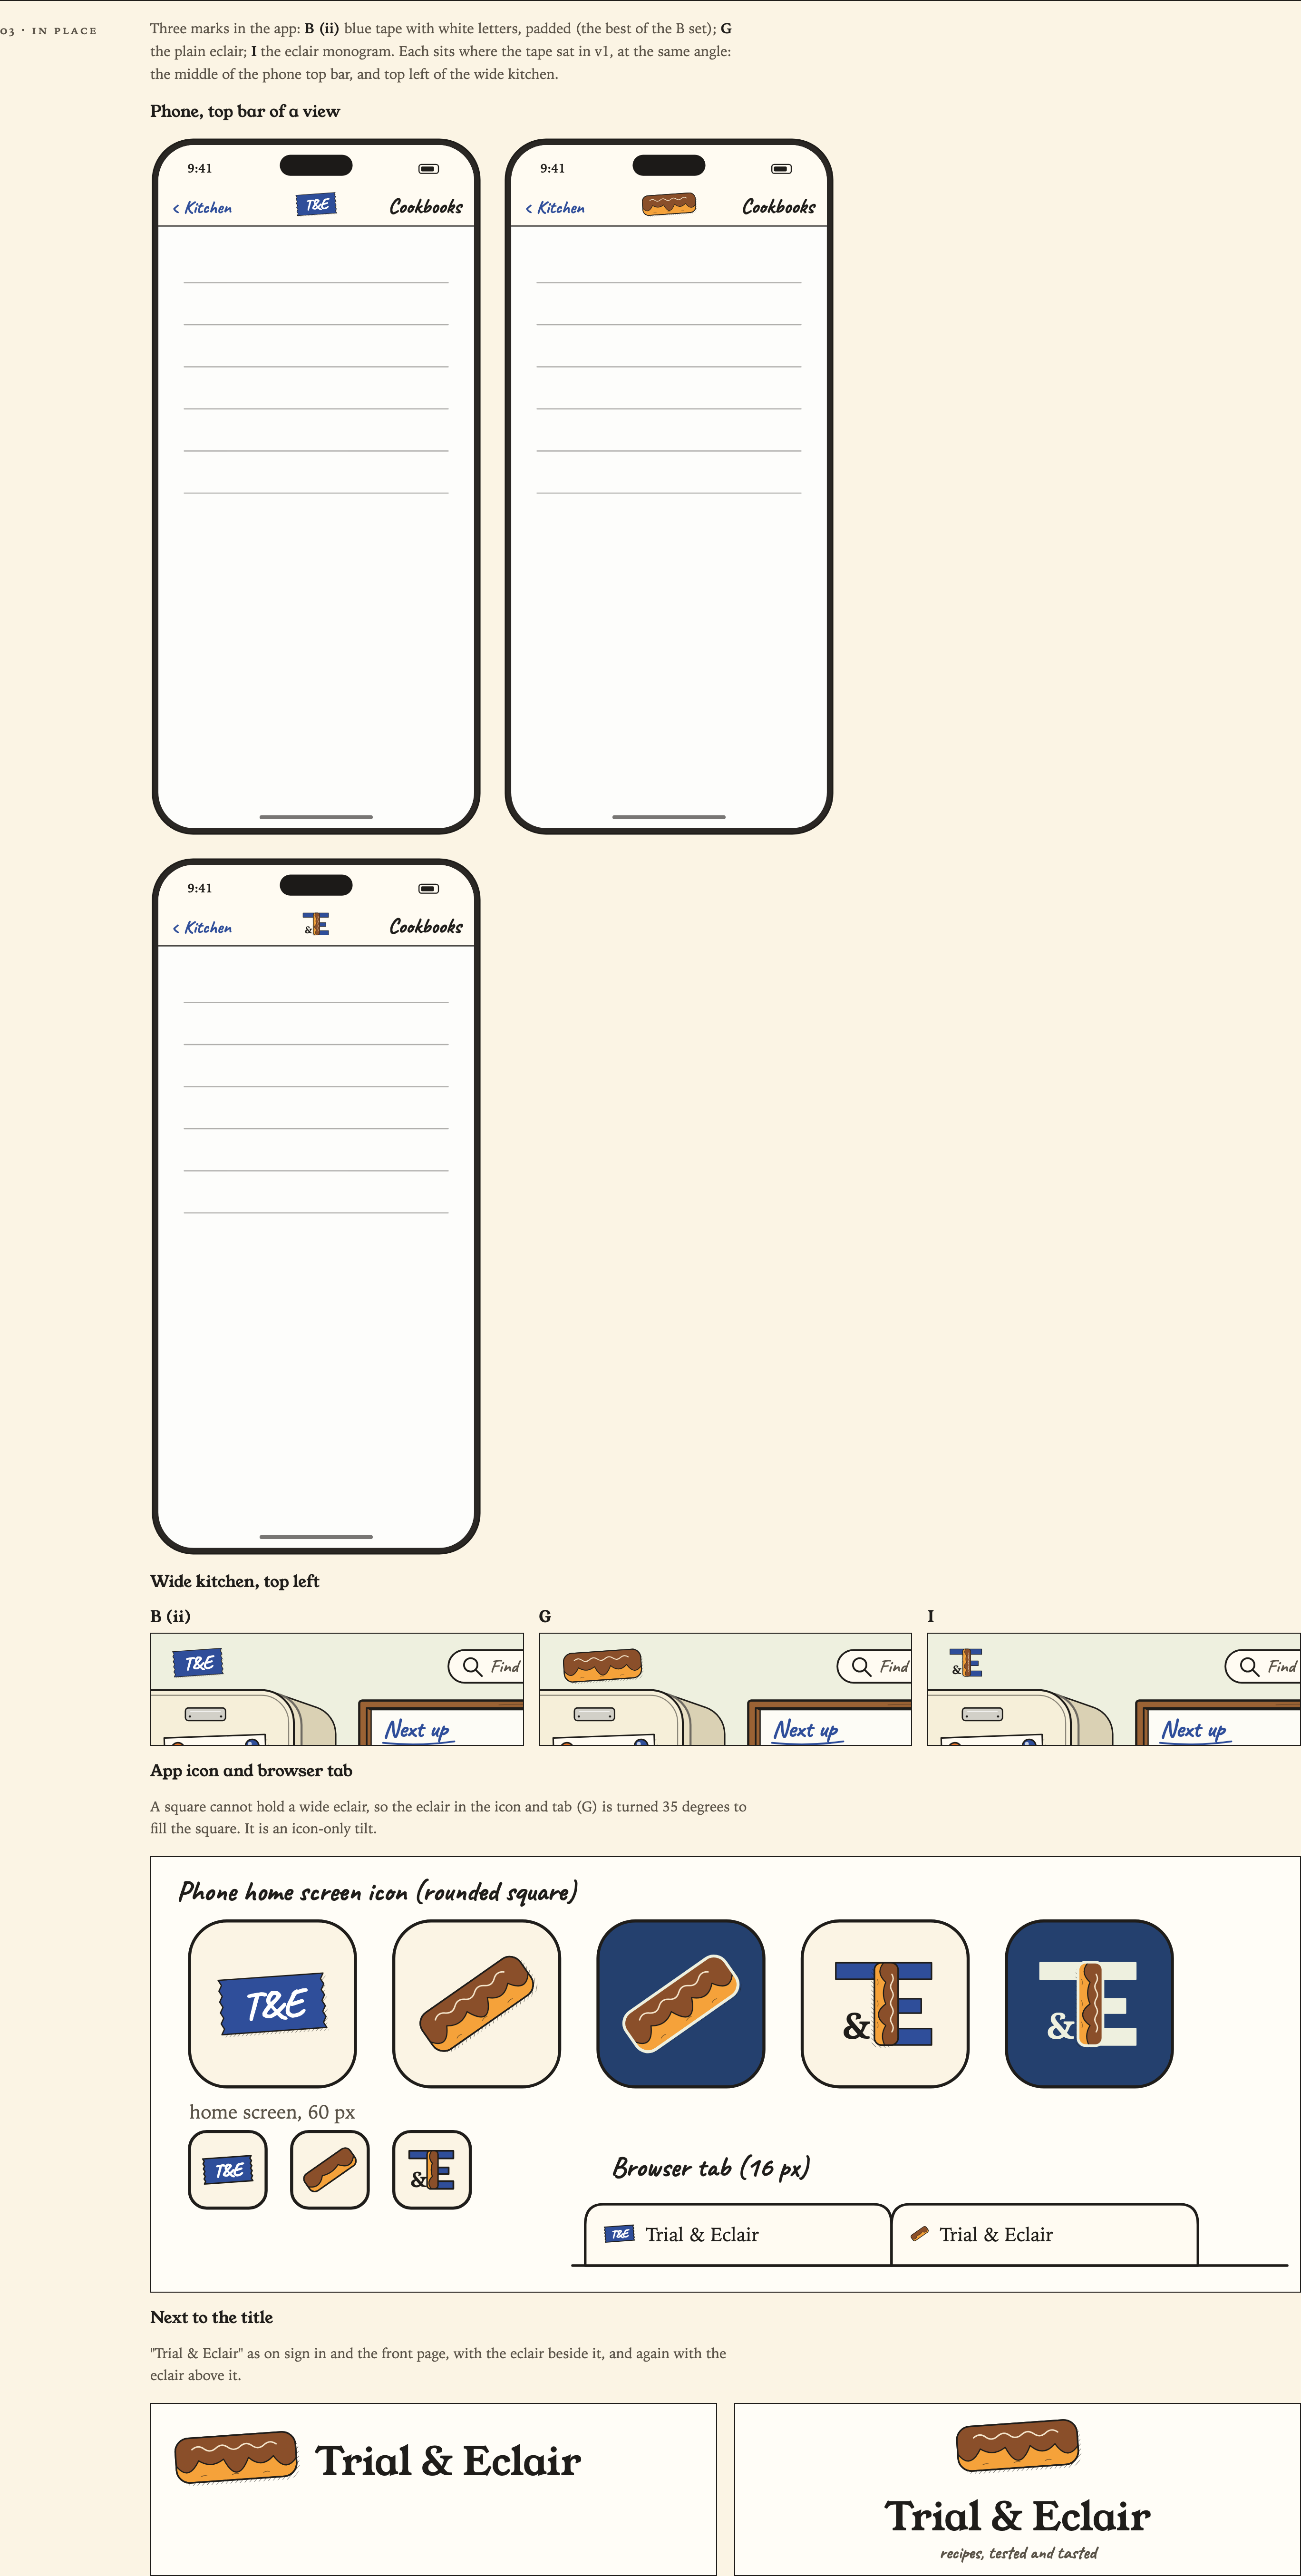 03 · IN PLACE
Three marks in the app: B (ii) blue tape with white letters, padded (the best of the B set); G
the plain eclair; I the eclair monogram. Each sits where the tape sat in v1, at the same angle:
the middle of the phone top bar, and top left of the wide kitchen.
Phone, top bar of a view
9:41
< Kitchen
T&E
Cookbooks
9:41
< Kitchen
Cookbooks
9:41
< Kitchen
&TE
Cookbooks
Wide kitchen, top left
B (ii)
G
I
T&E
Find
Next up
Find
Next up
&TE
Find
Next up
App icon and browser tab
A square cannot hold a wide eclair, so the eclair in the icon and tab (G) is turned 35 degrees to
fill the square. It is an icon-only tilt.
Phone home screen icon (rounded square)
T&E
&TE
&TE
home screen, 60 px
T&E
&TE
Browser tab (16 px)
T&E Trial & Eclair
Trial & Eclair
Next to the title
"Trial & Eclair" as on sign in and the front page, with the eclair beside it, and again with the
eclair above it.
Trial & Eclair
Trial & Eclair
recipes, tested and tasted